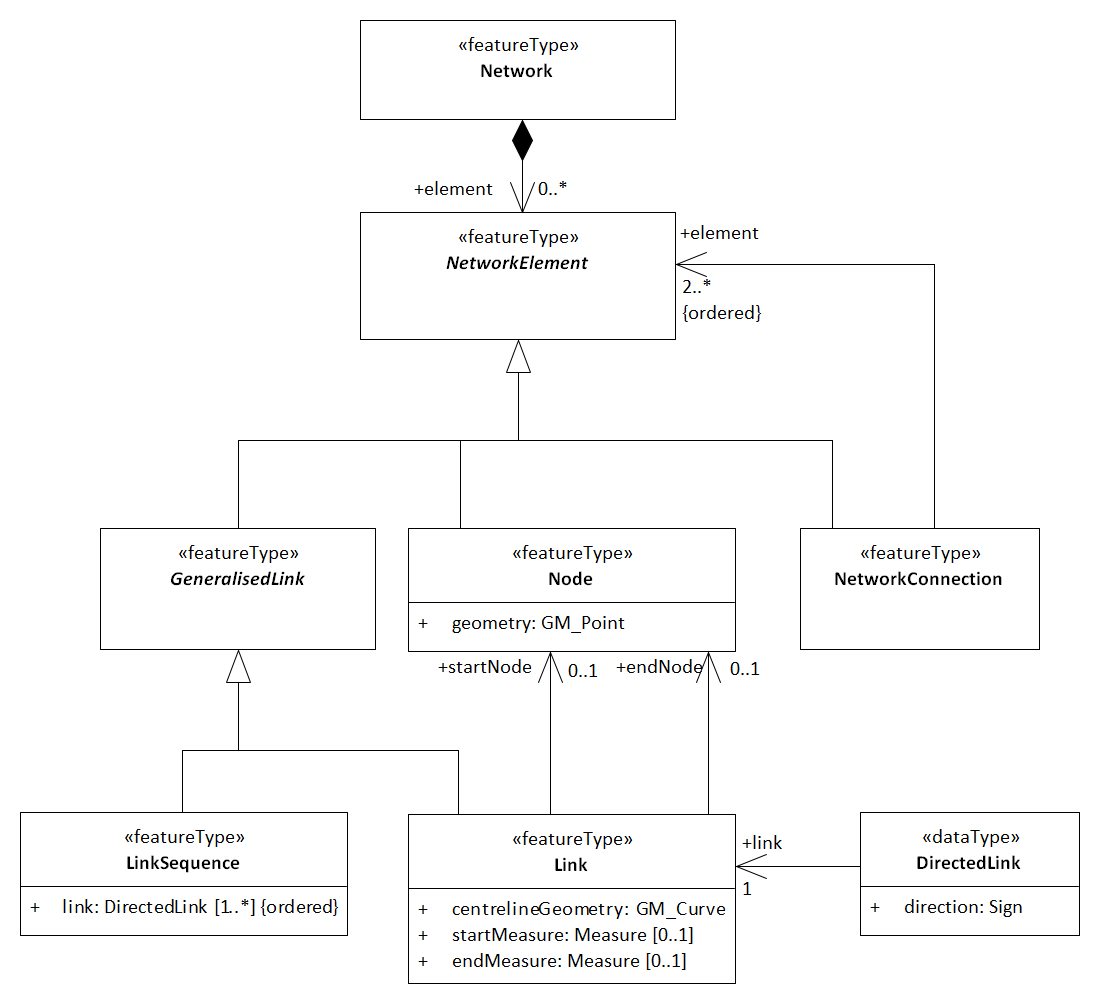 «featureType»
Network
+element
0..*
«featureType»
NetworkElement
+element
2..*
{ordered}
«featureType»
GeneralisedLink
«featureType»
Node
+ geometry: GM_Point
«featureType»
NetworkConnection
+startNode
0..1
+endNode
0..1
«featureType»
LinkSequence
+ link: DirectedLink [1..*] {ordered}
«featureType»
Link
+ centrelineGeometry: GM_Curve
+ startMeasure: Measure [0..1]
+ endMeasure: Measure [0..1]
+link
1
«dataType»
DirectedLink
+ direction: Sign